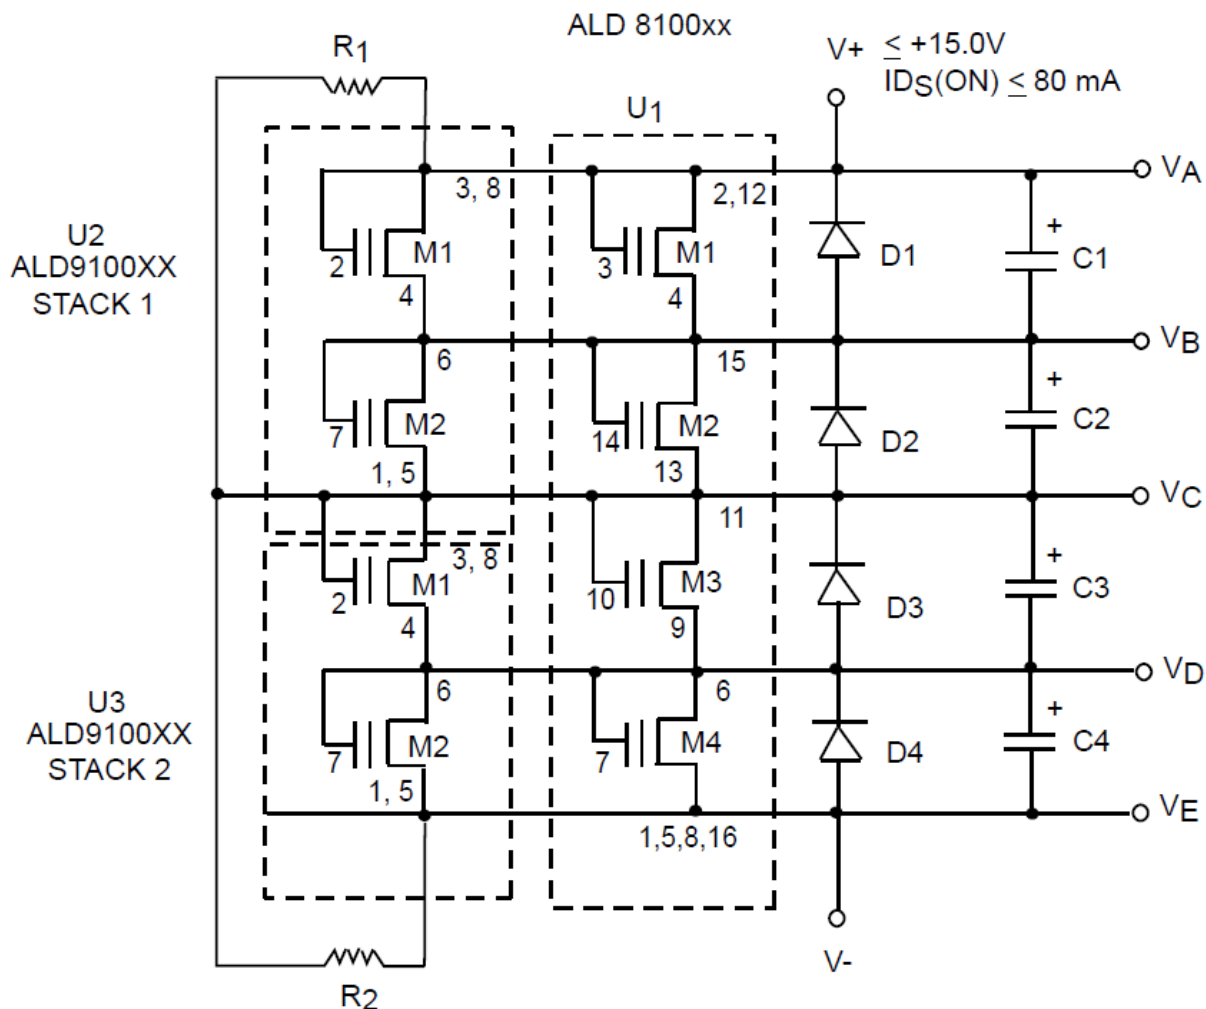 ALD 8100xx
V+ ≤ +15.0V
IDS(ON) ≤ 80 mA
R1
U1
VA
3, 8
2,12
U2
ALD9100XX
STACK 1
M1
2
4
M1
3
4
D1
+
C1
VB
6
15
+
M2
7
1, 5
M2
14
13
D2
C2
VC
11
3, 8
+
M1
2
4
M3
10
9
D3
C3
VD
6
6
U3
ALD9100XX
STACK 2
+
M2
7
1, 5
M4
7
D4
C4
VE
1,5,8,16
V-
R2